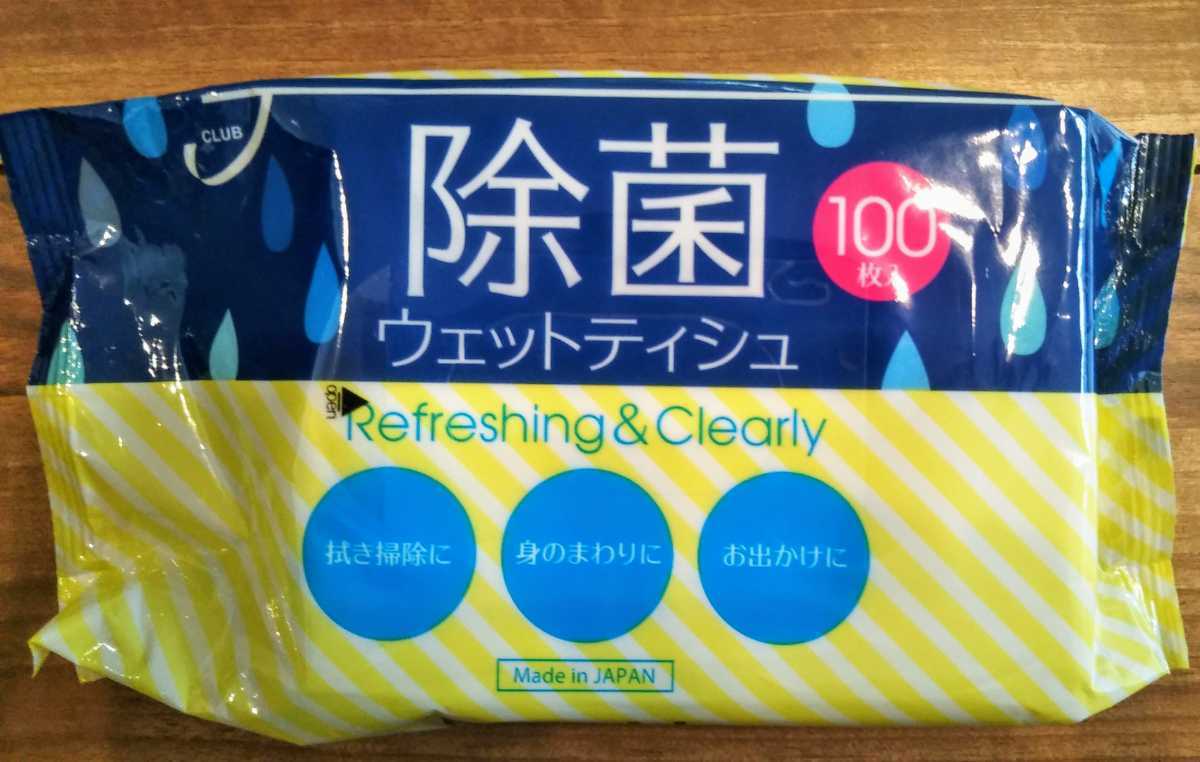 CLUB
除菌
100
枚入
ウェットティシュ
open
Refreshing&Clearly
拭き掃除に
身のまわりに
お出かけに
Made in JAPAN